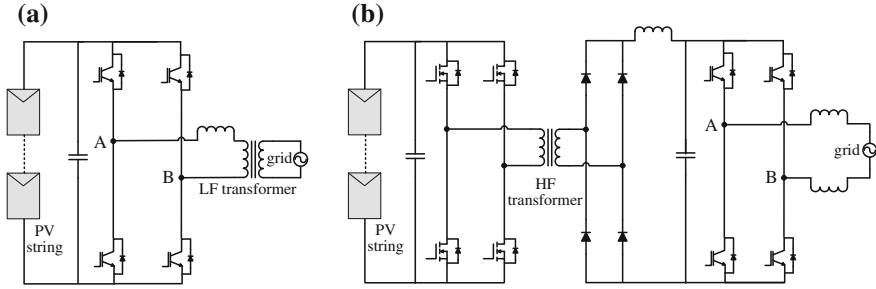 (a)
A
B
grid
LF transformer
PV
string
(b)
HF
transformer
PV
string
A
B
grid